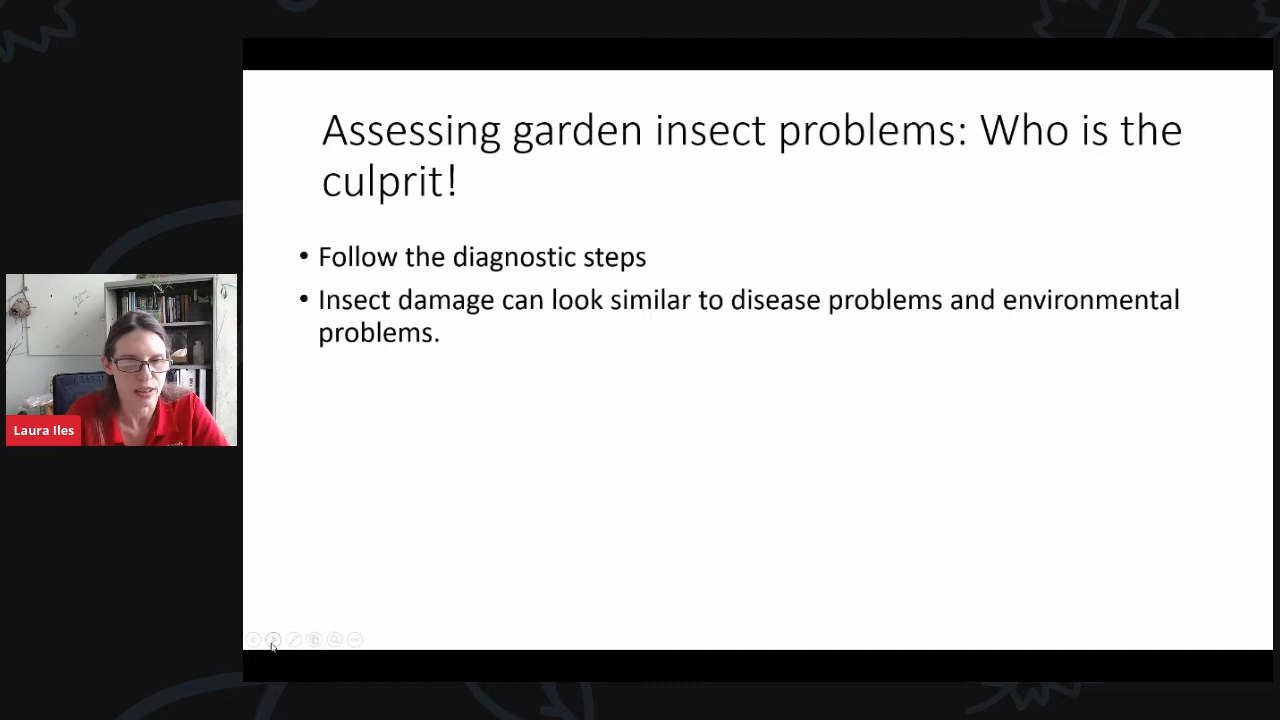 Assessing garden insect problems: Who is the
culprit!
• Follow the diagnostic steps
• Insect damage can look similar to disease problems and environmental
problems.
Laura Iles